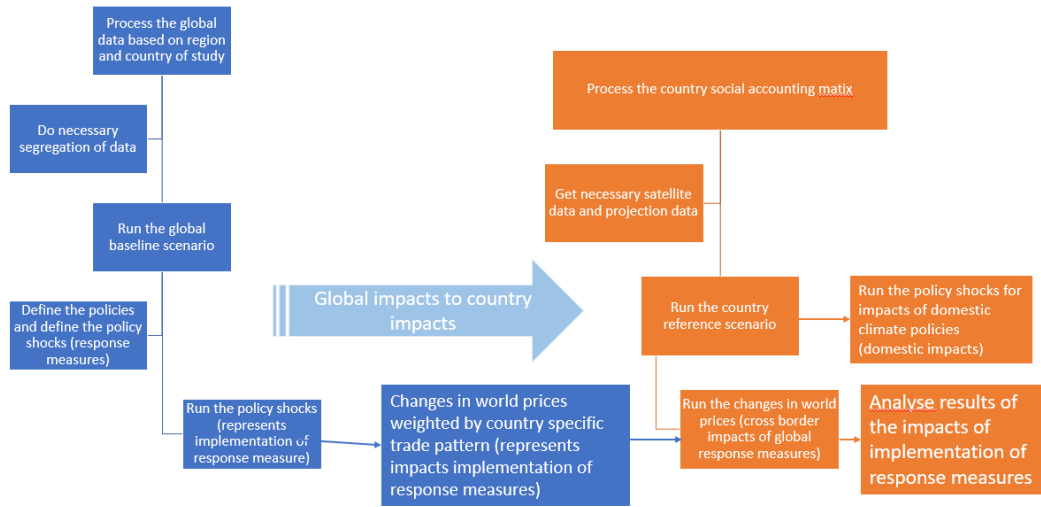 Process the global
data based on region
and country of study
Do necessary
segregation of data
Run the global
baseline scenario
Define the policies
and define the policy
shocks (response
measures)
Run the policy shocks
(represents
implementation of
response measure)
Changes in world prices
weighted by country specific
trade pattern (represents
impacts implementation of
response measures)
Global impacts to country
impacts
Process the country social accounting matix
Get necessary satellite
data and projection data
Run the country
reference scenario
Run the policy shocks for
impacts of domestic
climate policies
(domestic impacts)
Run the changes in world
prices (cross border
impacts of global
response measures)
Analyse results of
the impacts of
implementation of
response measures